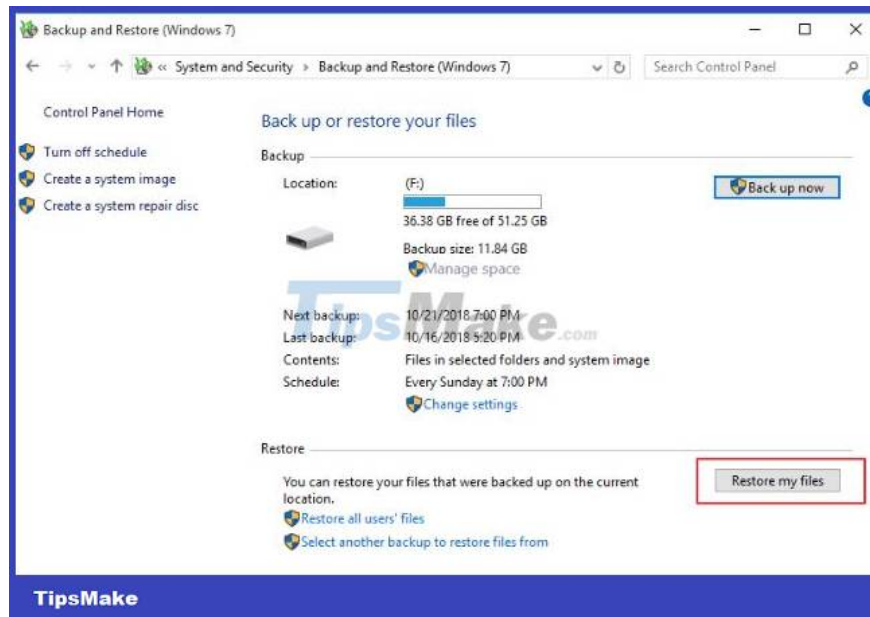 Backup and Restore (Windows 7)
« System and Security › Backup and Restore (Windows 7)
Search Control Panel
Control Panel Home
Turn off schedule
Create a system image
Create a system repair disc
Back up or restore your files
Backup
Location:
(F:)
Back up now
36.38 GB free of 51.25 GB
Backup size: 11.84 GB
Manage space
TipsMake.com
Next backup:
10/21/2018 7:00 PM
Last backup:
10/16/2018 5:20 PM
Contents:
Files in selected folders and system image
Schedule:
Every Sunday at 7:00 PM
Change settings
Restore
You can restore your files that were backed up on the current
location.
Restore my files
Restore all users' files
Select another backup to restore files from
TipsMake